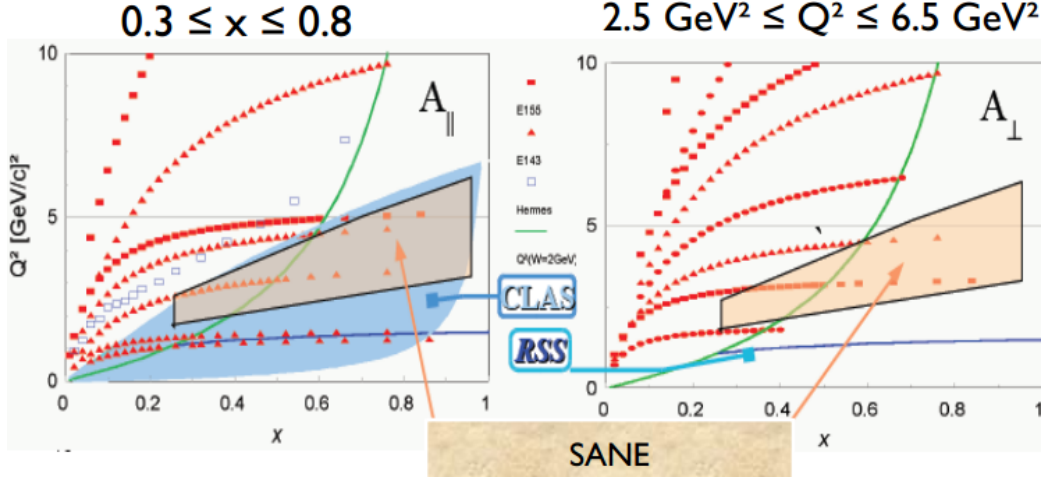 0.3 ≤ x ≤ 0.8
2.5 GeV² ≤ Q² ≤ 6.5 GeV²
Q² [GeV/c]²
10
5
0
0
0.2
0.4
0.6
0.8
1
x
A∥
E155
E143
Hermes
Q²(W=2GeV;
CLAS
RSS
10
5
0
0
0.2
0.4
0.6
0.8
1
x
A⊥
SANE